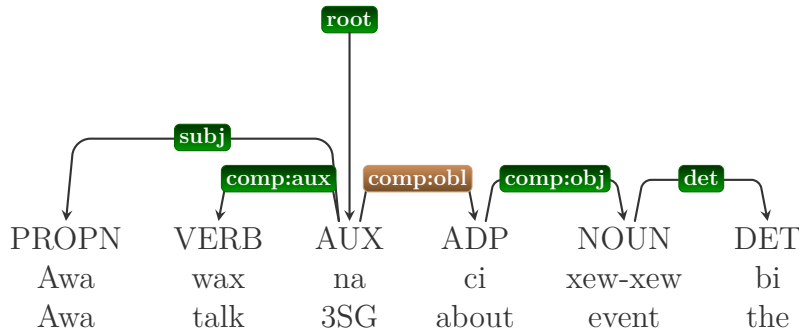 root
subj
comp:aux comp:obl comp:obj det
PROPN VERB AUX ADP NOUN DET
Awa wax na ci xew-xew bi
Awa talk 3SG about event the